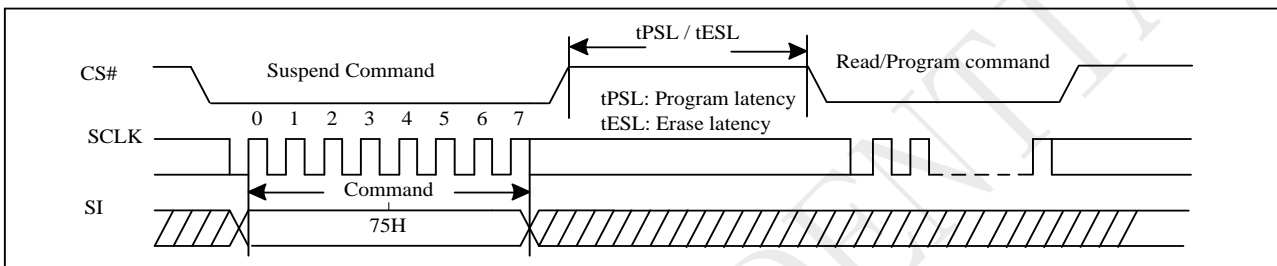 tPSL / tESL
CS#
Suspend Command
Read/Program command
tPSL: Program latency
tESL: Erase latency
0 1 2 3 4 5 6 7
SCLK
Command
SI
75H